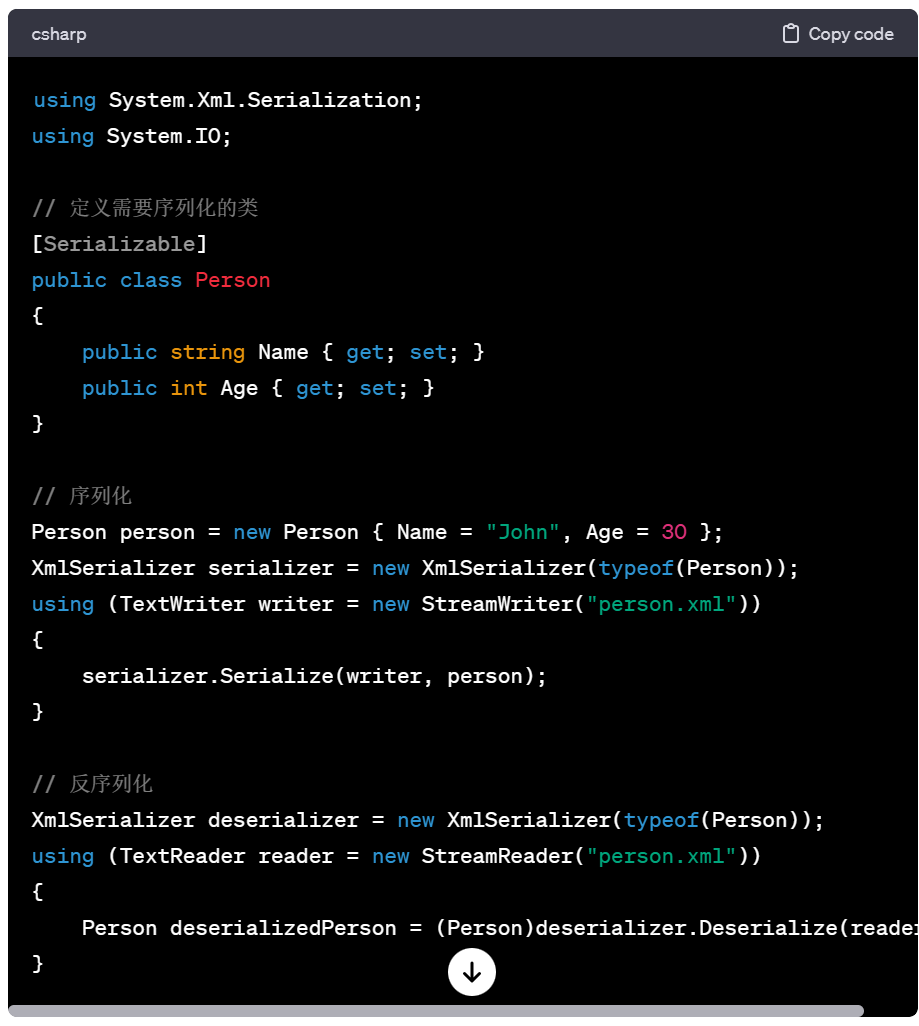 csharp
Copy code
using System.Xml.Serialization;
using System.IO;
// 定义需要序列化的类
[Serializable]
public class Person
{
    public string Name { get; set; }
    public int Age { get; set; }
}
// 序列化
Person person = new Person { Name = "John", Age = 30 };
XmlSerializer serializer = new XmlSerializer(typeof(Person));
using (TextWriter writer = new StreamWriter("person.xml"))
{
    serializer.Serialize(writer, person);
}
// 反序列化
XmlSerializer deserializer = new XmlSerializer(typeof(Person));
using (TextReader reader = new StreamReader("person.xml"))
{
    Person deserializedPerson = (Person)deserializer.Deserialize(reader
}